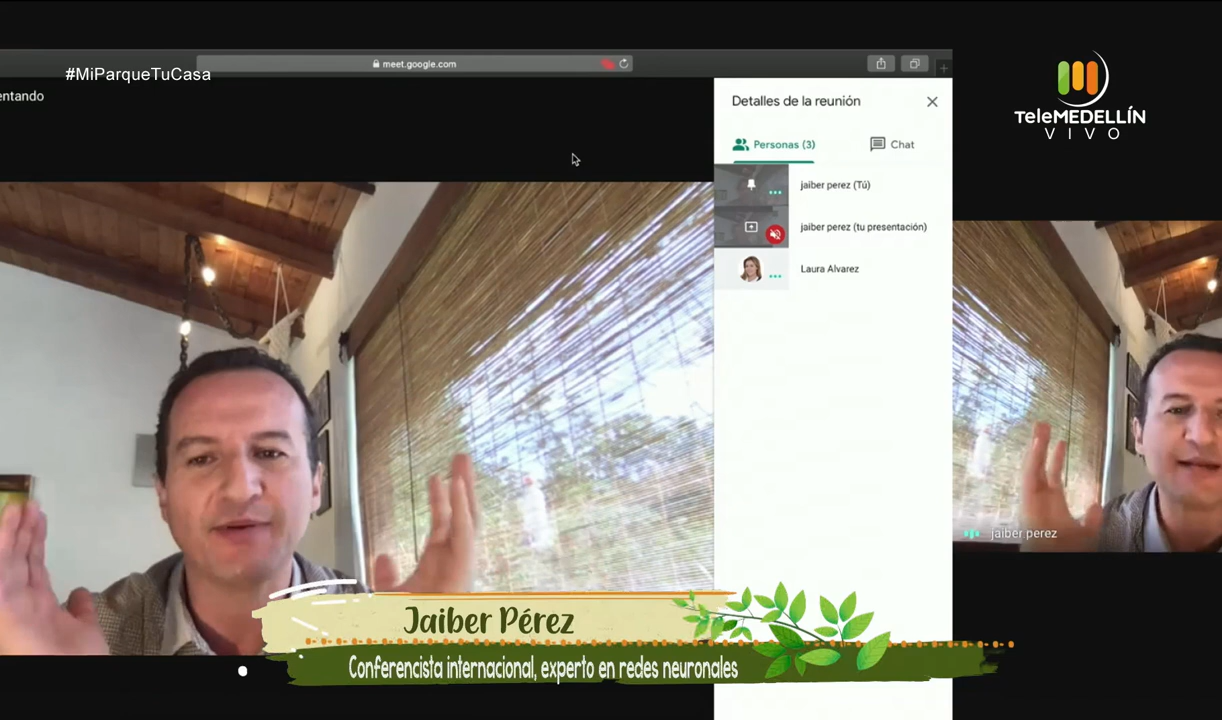 #MiParqueTuCasa
meet.google.com
entando
Detalles de la reunión
Personas (3)
Chat
jaiber perez (Tú)
jaiber perez (tu presentación)
Laura Alvarez
TeleMEDELLÍN
VIVO
jaiber perez
Jaiber Pérez
Conferencista internacional, experto en redes neuronales